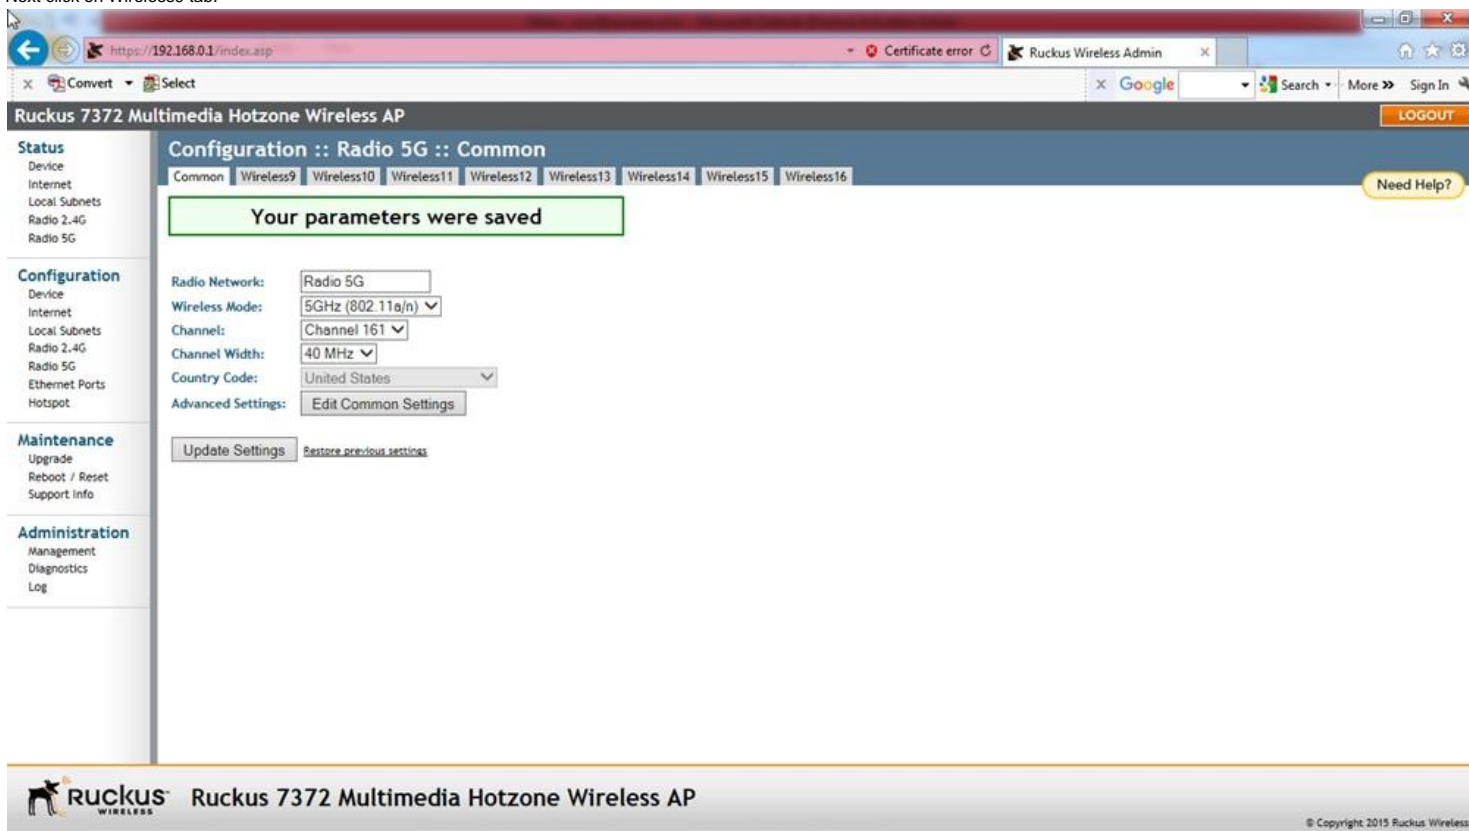 https://192.168.0.1/index.asp
Certificate error
Ruckus Wireless Admin
x Convert Select
x Google Search More » Sign In
Ruckus 7372 Multimedia Hotzone Wireless AP
LOGOUT
Status
Device
Internet
Local Subnets
Radio 2.4G
Radio 5G
Configuration
Device
Internet
Local Subnets
Radio 2.4G
Radio 5G
Ethernet Ports
Hotspot
Maintenance
Upgrade
Reboot / Reset
Support Info
Administration
Management
Diagnostics
Log
Configuration :: Radio 5G :: Common
Common Wireless9 Wireless10 Wireless11 Wireless12 Wireless13 Wireless14 Wireless15 Wireless16
Need Help?
Your parameters were saved
Radio Network: Radio 5G
Wireless Mode: 5GHz (802.11a/n)
Channel: Channel 161
Channel Width: 40 MHz
Country Code: United States
Advanced Settings: Edit Common Settings
Update Settings Restore previous settings
Ruckus WIRELESS
Ruckus 7372 Multimedia Hotzone Wireless AP
© Copyright 2015 Ruckus Wireless